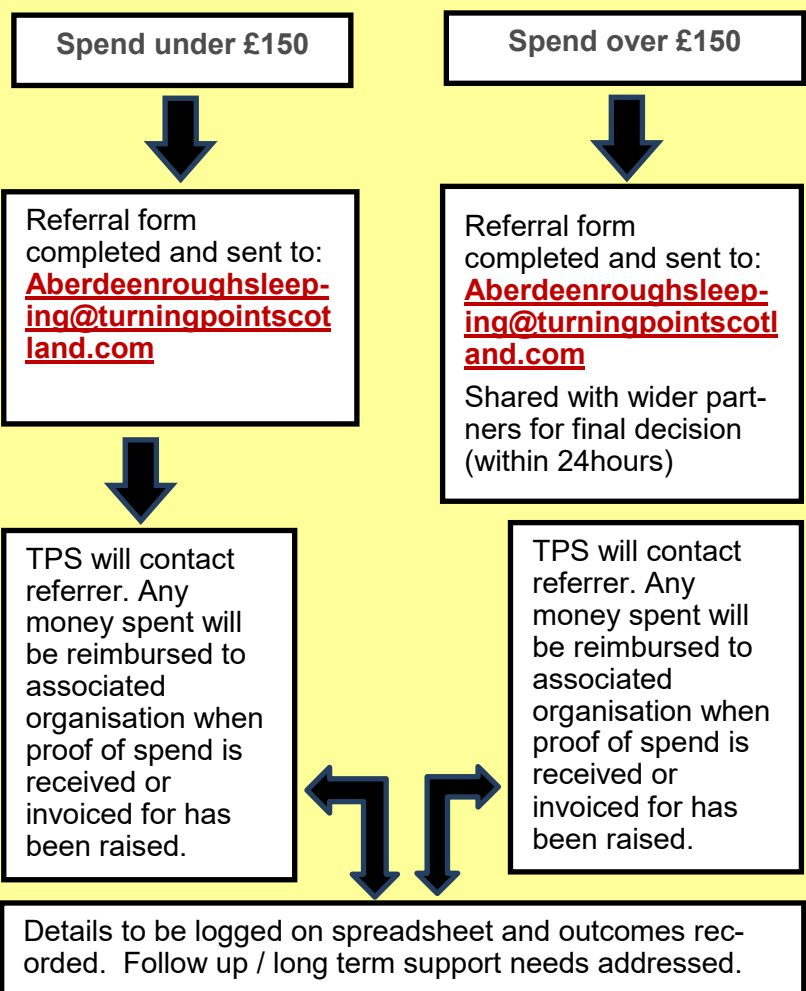 Spend under £150
Referral form
completed and sent to:
Aberdeenroughsleep-
ing@turningpointscot
land.com
TPS will contact
referrer. Any
money spent will
be reimbursed to
associated
organisation when
proof of spend is
received or
invoiced for has
been raised.
Spend over £150
Referral form
completed and sent to:
Aberdeenroughsleep-
ing@turningpointscotl
and.com
Shared with wider part-
ners for final decision
(within 24hours)
TPS will contact
referrer. Any
money spent will
be reimbursed to
associated
organisation when
proof of spend is
received or
invoiced for has
been raised.
Details to be logged on spreadsheet and outcomes rec-
orded.  Follow up / long term support needs addressed.